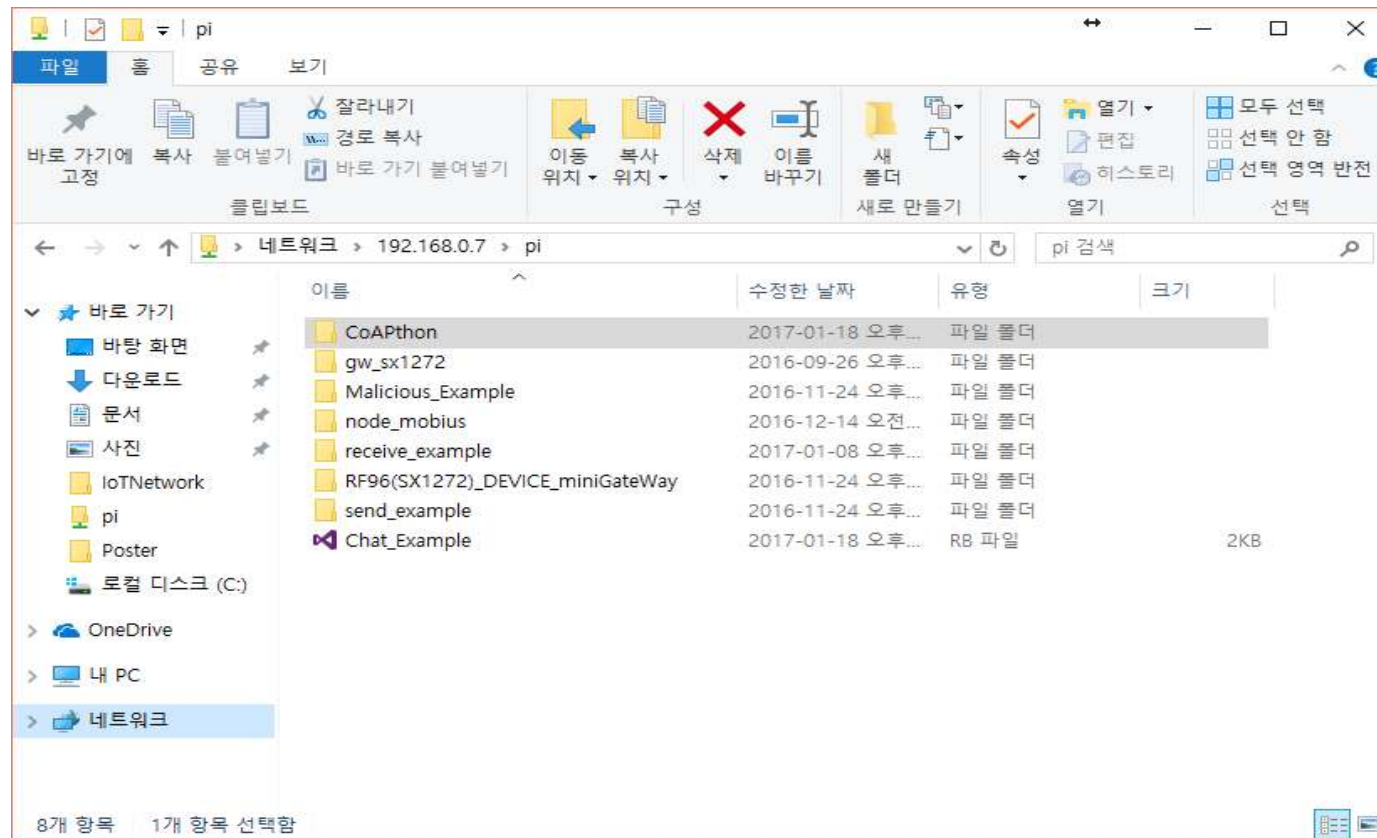 pi
파일 홈 공유 보기
바로 가기에 고정
복사
붙여넣기
잘라내기
경로 복사
바로 가기 붙여넣기
클립보드
이동 위치
복사 위치
삭제
이름 바꾸기
구성
새 폴더
새로 만들기
속성
열기
편집
히스토리
열기
모두 선택
선택 안 함
선택 영역 반전
선택
네트워크 > 192.168.0.7 > pi
pi 검색
바로 가기
바탕 화면
다운로드
문서
사진
IoTNetwork
pi
Poster
로컬 디스크 (C:)
OneDrive
내 PC
네트워크
이름 수정한 날짜 유형 크기
CoAPthon 2017-01-18 오후... 파일 폴더
gw_sx1272 2016-09-26 오후... 파일 폴더
Malicious_Example 2016-11-24 오후... 파일 폴더
node_mobius 2016-12-14 오전... 파일 폴더
receive_example 2017-01-08 오후... 파일 폴더
RF96(SX1272)_DEVICE_miniGateWay 2016-11-24 오후... 파일 폴더
send_example 2016-11-24 오후... 파일 폴더
Chat_Example 2017-01-18 오후... RB 파일 2KB
8개 항목 1개 항목 선택함